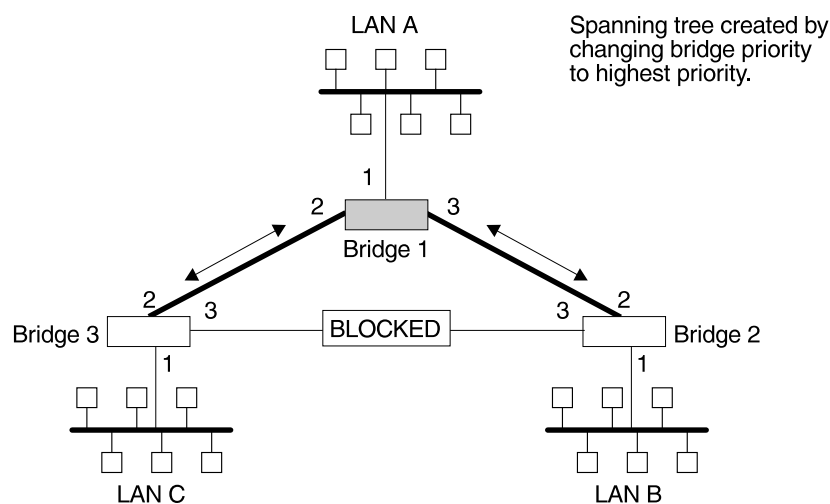 LAN A
Spanning tree created by
changing bridge priority
to highest priority.
1
2
3
Bridge 1
2
3
3
2
Bridge 3
BLOCKED
Bridge 2
1
1
LAN C
LAN B